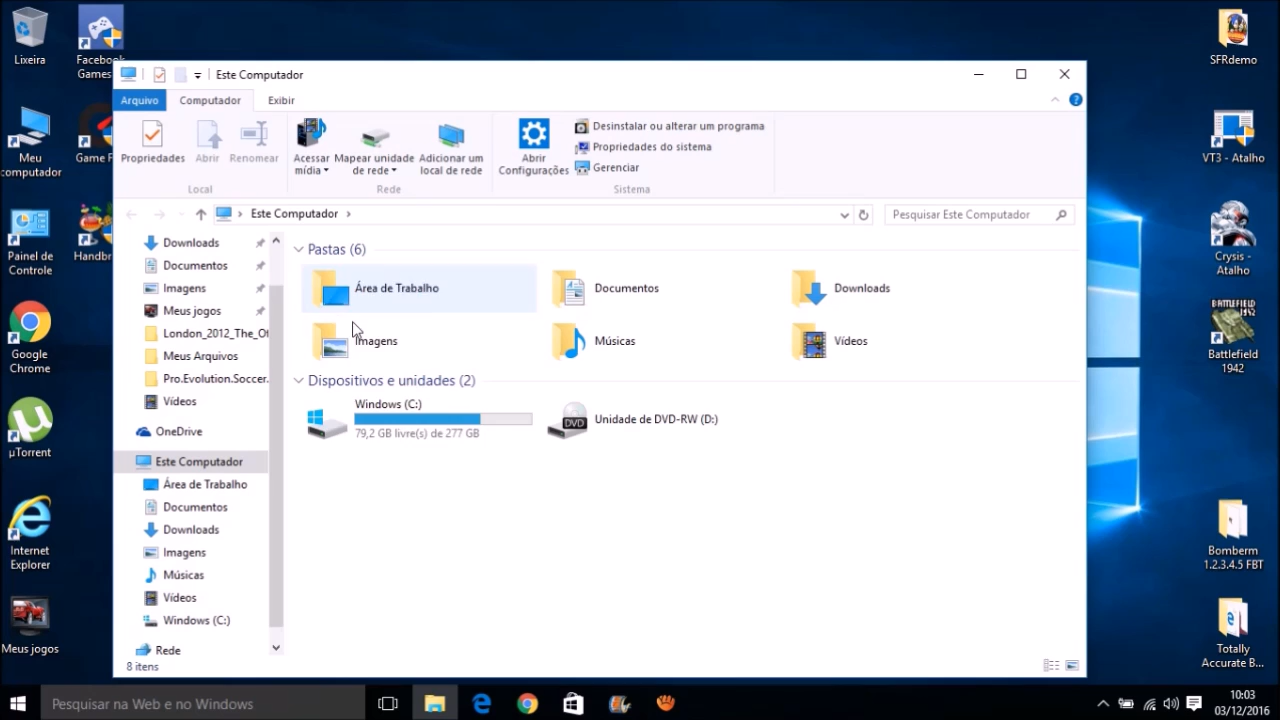 Lixeira
Facebook
Games
Meu
computador
Game
Painel de
Controle
Google
Chrome
µTorrent
Internet
Explorer
Meus jogos
Este Computador
Arquivo
Computador
Exibir
Propriedades
Abrir
Renomear
Local
Acessar
mídia
Mapear unidade
de rede
Adicionar um
local de rede
Rede
Abrir
Configurações
Desinstalar ou alterar um programa
Propriedades do sistema
Gerenciar
Sistema
Este Computador
Pesquisar Este Computador
Downloads
Documentos
Imagens
Meus jogos
London_2012_The_Of
Meus Arquivos
Pro.Evolution.Soccer.
Vídeos
OneDrive
Este Computador
Área de Trabalho
Documentos
Downloads
Imagens
Músicas
Vídeos
Windows (C:)
Rede
8 itens
Pastas (6)
Área de Trabalho
Documentos
Downloads
Imagens
Músicas
Vídeos
Dispositivos e unidades (2)
Windows (C:)
79,2 GB livre(s) de 277 GB
DVD
Unidade de DVD-RW (D:)
SFRdemo
VT3 - Atalho
Crysis -
Atalho
BATTLEFIELD
1942
Battlefield
1942
Bomberm
1.2.3.4.5 FBT
Totally
Accurate B...
Pesquisar na Web e no Windows
10:03
03/12/2016